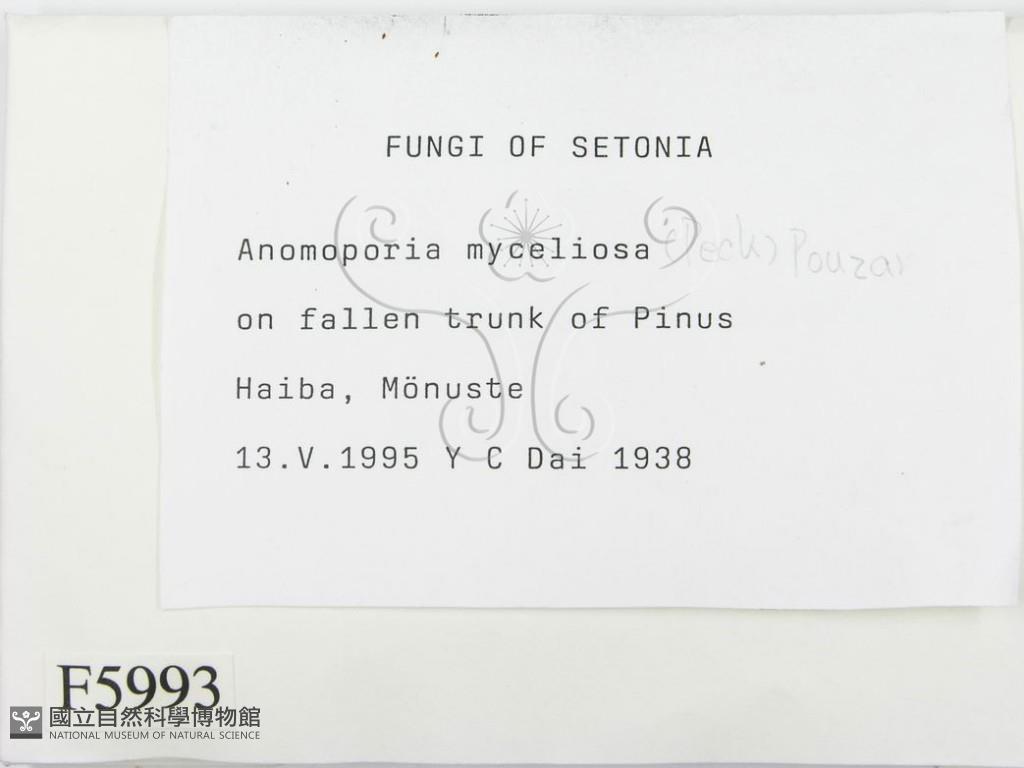 FUNGI OF SETONIA
Anomoporia myceliosa (Peck) Pouzar
on fallen trunk of Pinus
Haiba, Mönuste
13.V.1995 Y C Dai 1938
F5993
國立自然科學博物館
NATIONAL MUSEUM OF NATURAL SCIENCE